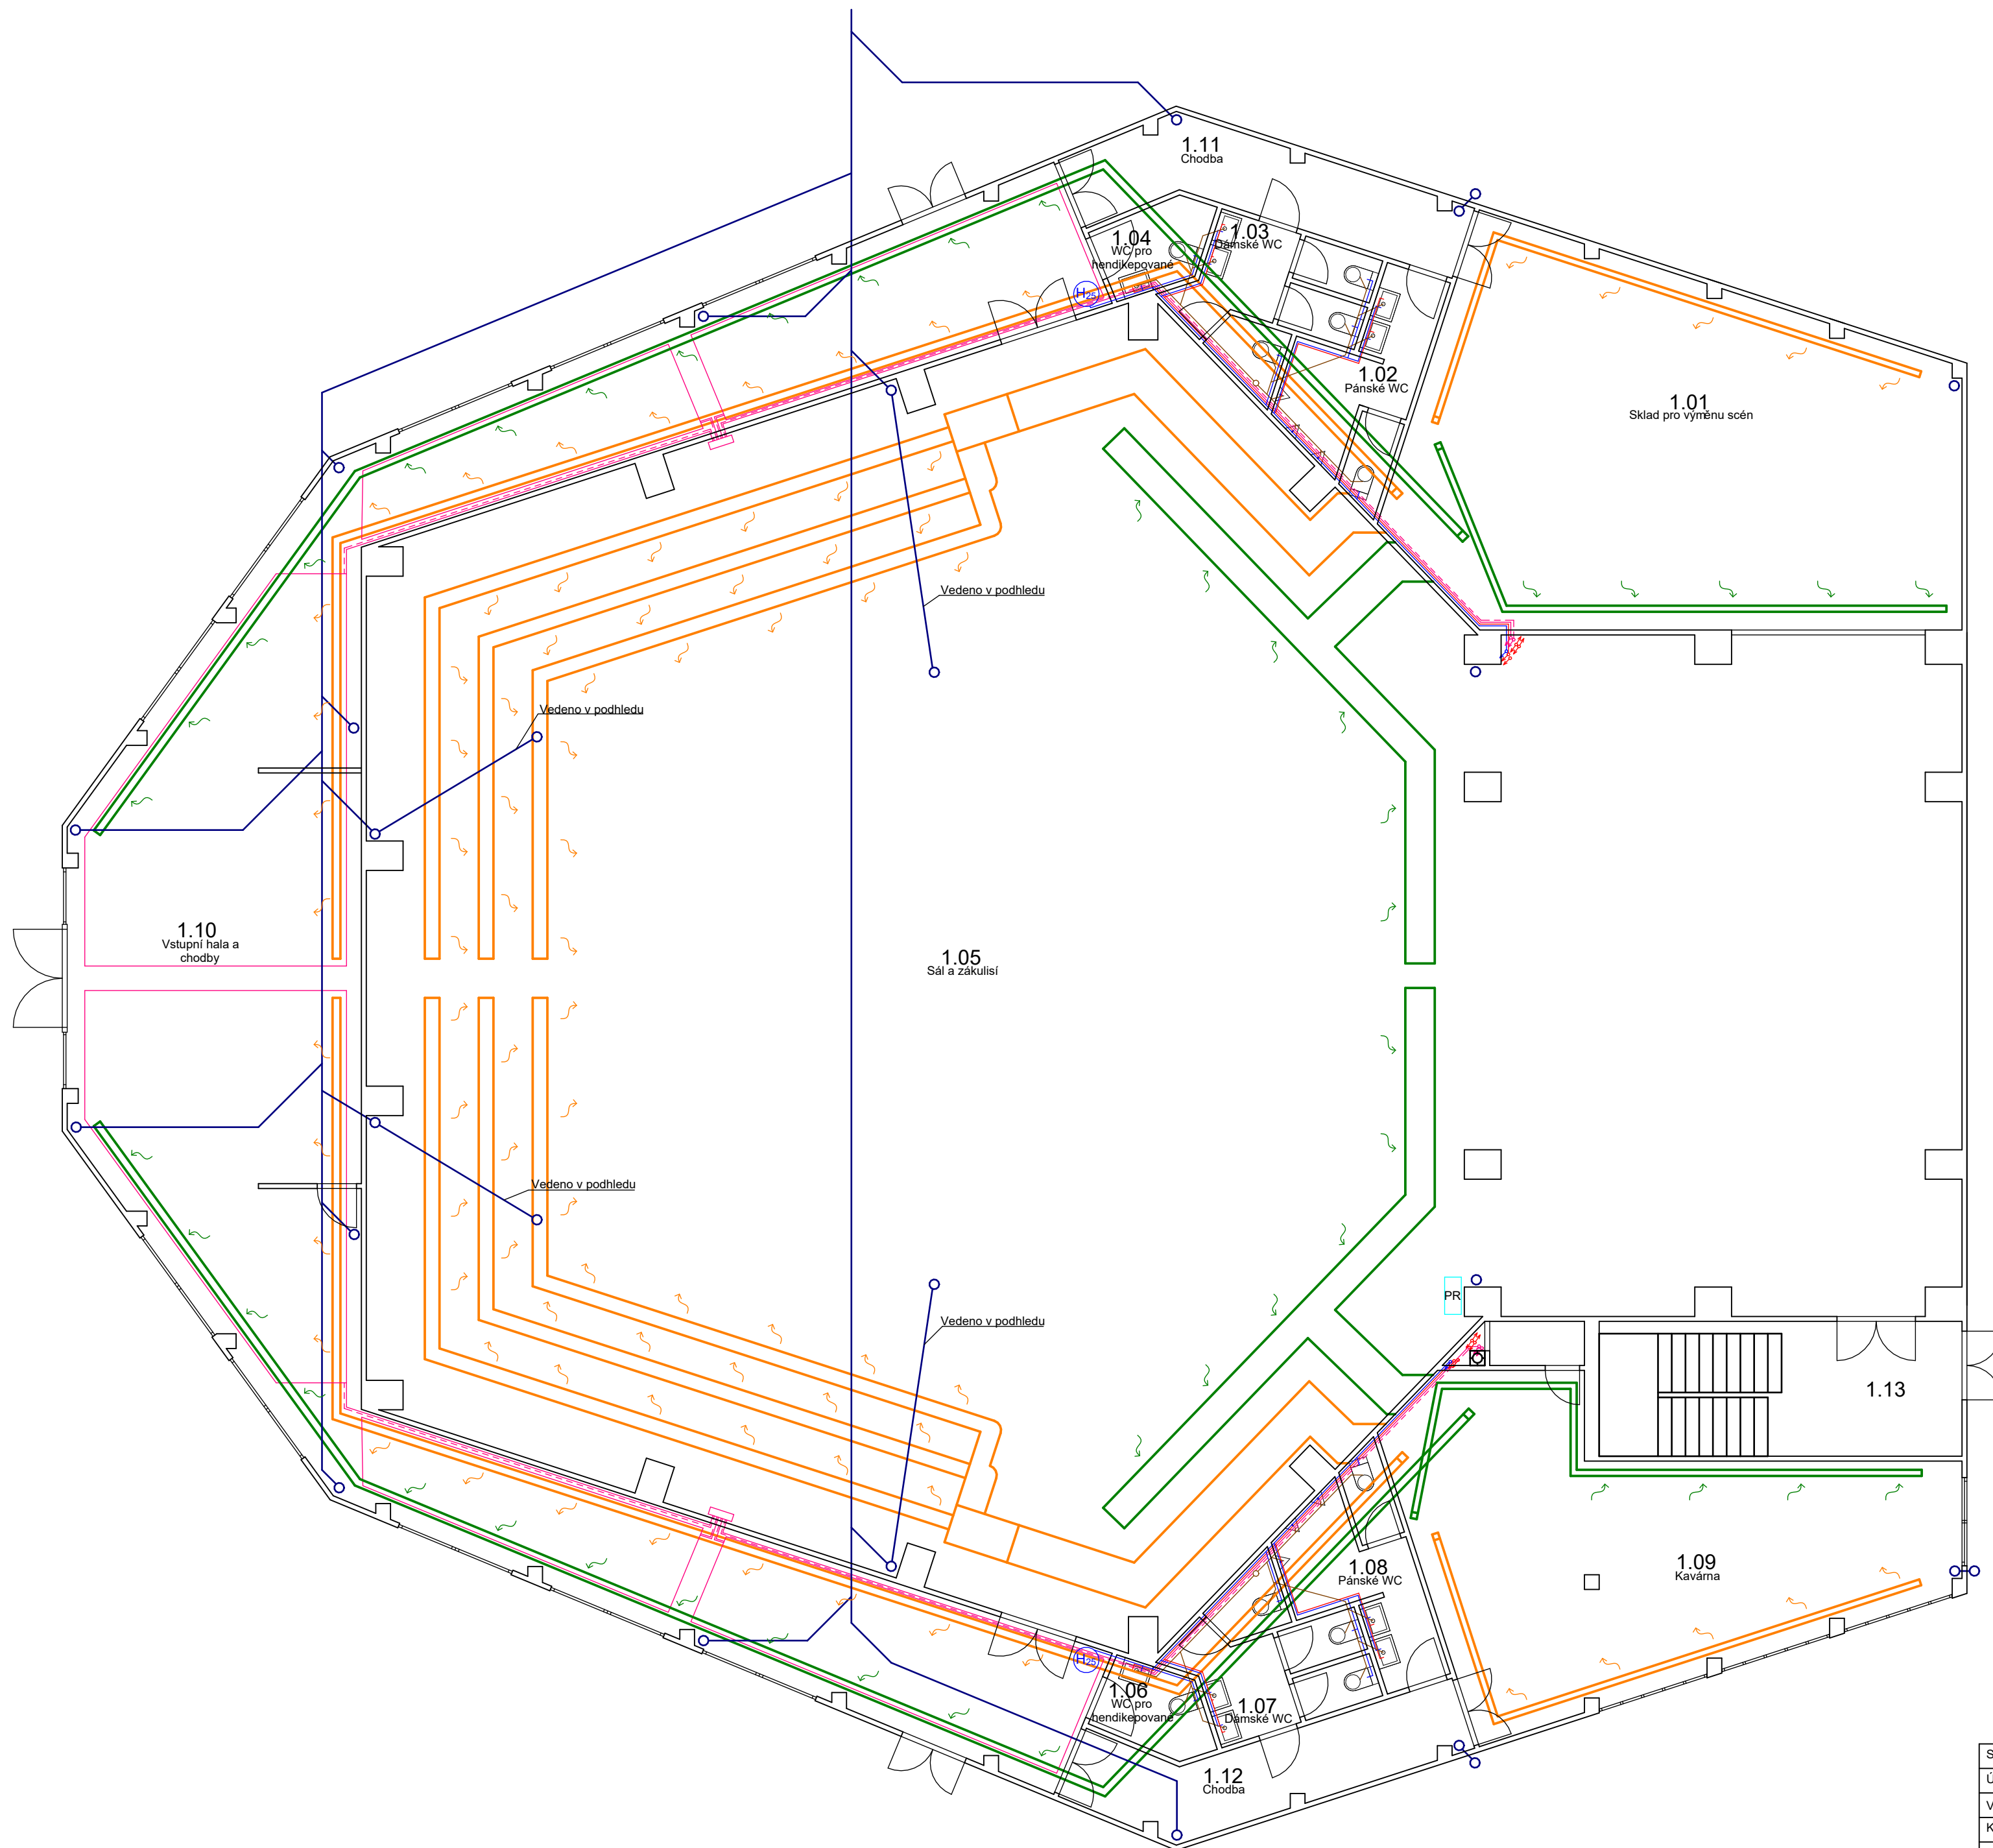 1.11
Chodba
1.04
WC pro
hendikepované
1.03
Dámské WC
H25
1.02
Pánské WC
1.01
Sklad pro výměnu scén
Vedeno v podhledu
Vedeno v podhledu
1.10
Vstupní hala a
chodby
1.05
Sál a zákulisí
Vedeno v podhledu
PR
Vedeno v podhledu
1.13
1.08
Pánské WC
1.09
Kavárna
H25
1.06
WC pro
hendikepované
1.07
Dámské WC
1.12
Chodba
S
Ú
V
K